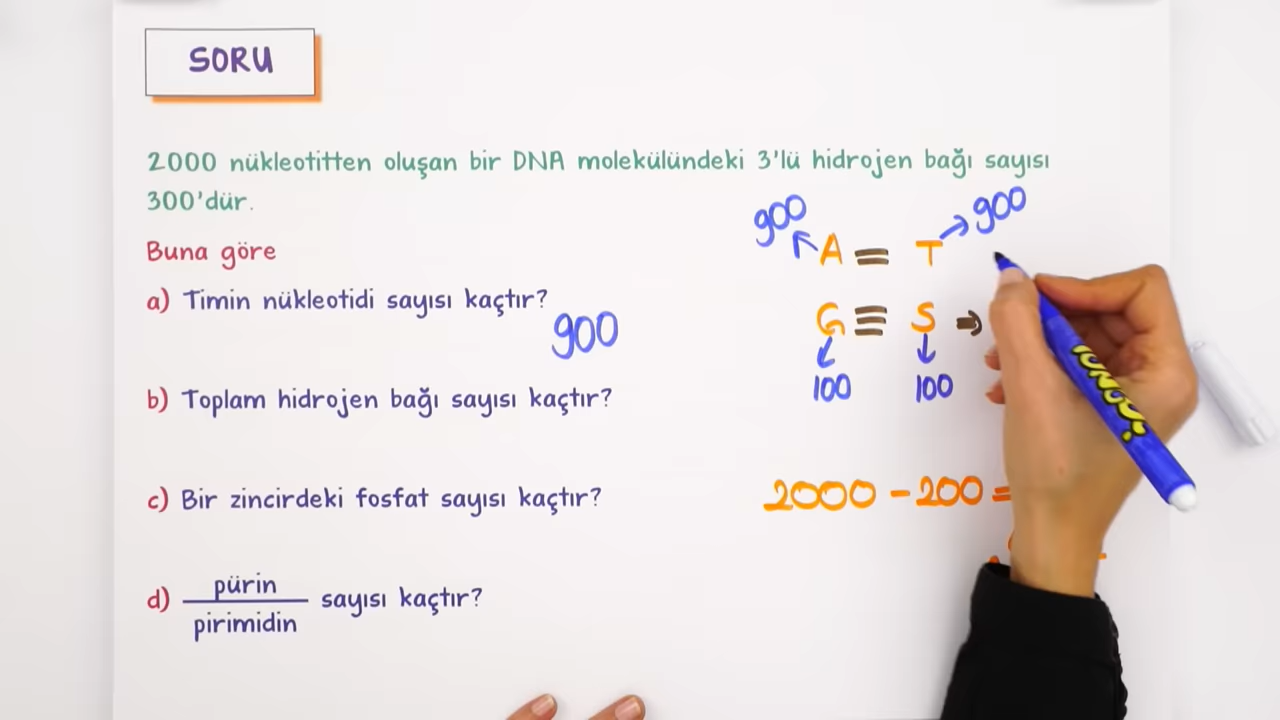 SORU
2000 nükleotitten oluşan bir DNA molekülündeki 3'lü hidrojen bağı sayısı
300'dür.
900
900
A = T
Buna göre
a) Timin nükleotidi sayısı kaçtır?
900
G ≡ S →
100 100
b) Toplam hidrojen bağı sayısı kaçtır?
c) Bir zincirdeki fosfat sayısı kaçtır?
2000 - 200 =
d) pürin
pirimidin
sayısı kaçtır?